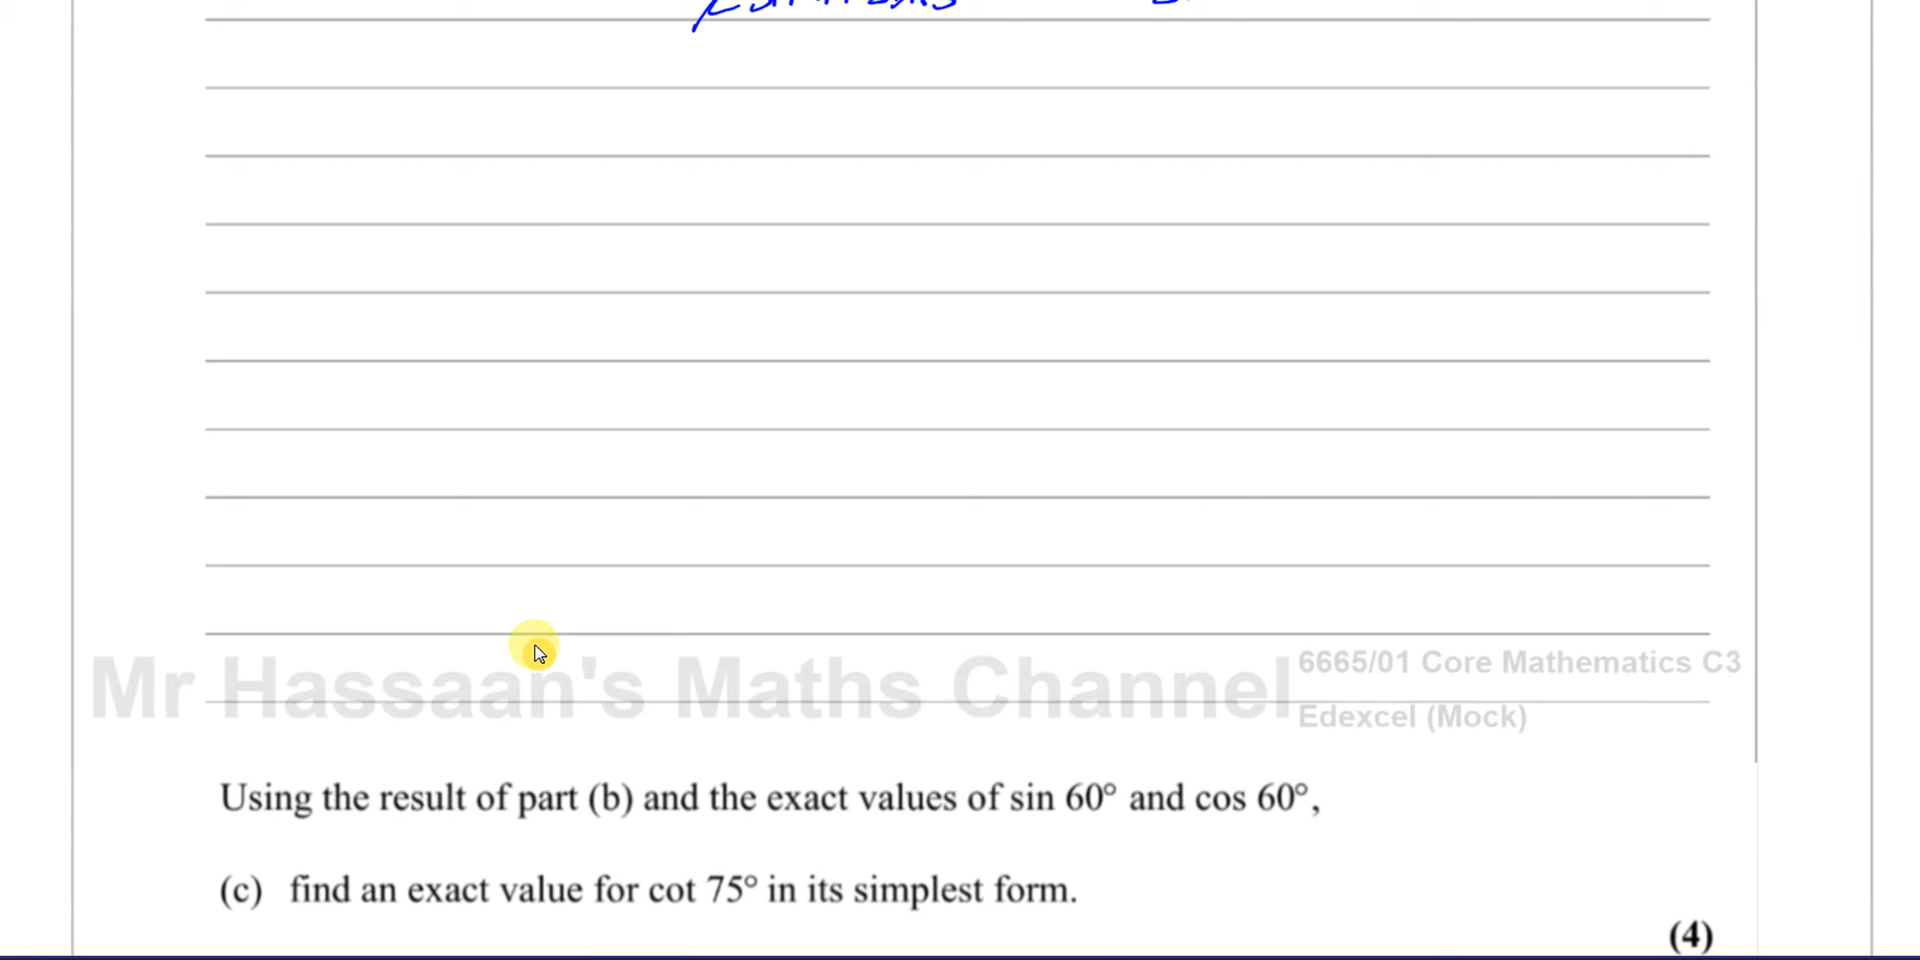 Mr Hassaan's Maths Channel
6665/01 Core Mathematics C3
Edexcel (Mock)
Using the result of part (b) and the exact values of sin 60° and cos 60°,
(c) find an exact value for cot 75° in its simplest form.
(4)